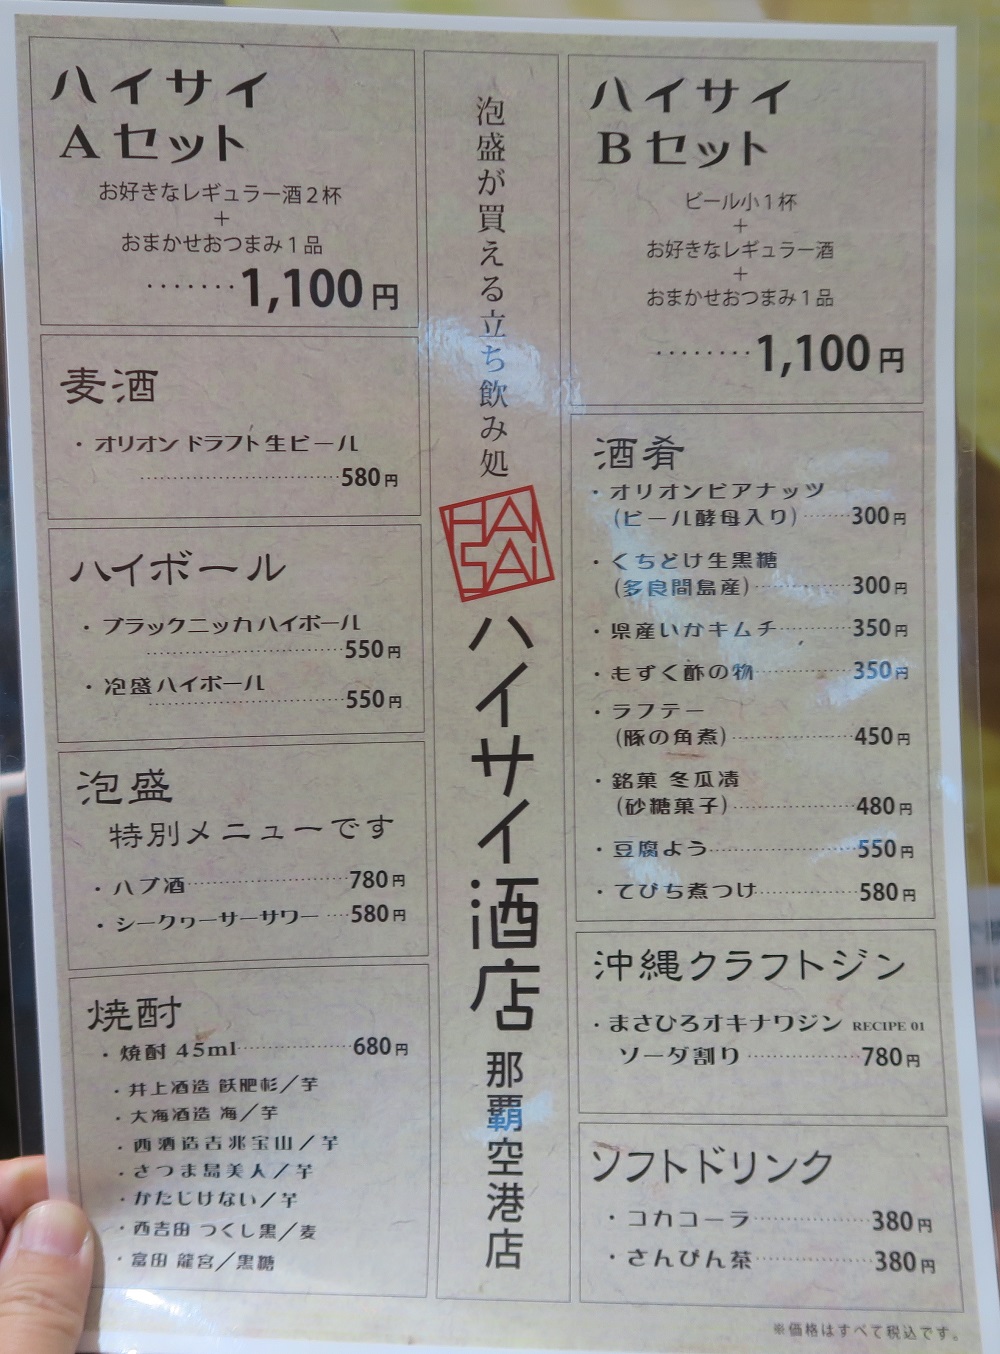 ハイサイ
Aセット
お好きなレギュラー酒2杯
+
おまかせおつまみ1品
·······1,100円
麦酒
・オリオンドラフト生ビール
·······580円
ハイボール
・ブラックニッカハイボール
·······550円
・泡盛ハイボール
·······550円
泡盛
特別メニューです
・ハブ酒·······780円
・シークヮーサーサワー····580円
焼酎
・焼酎 45ml·······680円
・井上酒造 飫肥杉/芋
・大海酒造 海/芋
・西酒造吉兆宝山/芋
・さつま島美人/芋
・かたじけない/芋
・西吉田 つくし黒/麦
・富田 龍宮/黒糖
泡盛が買える立ち飲み処
HAISAI
ハイサイ酒店 那覇空港店
ハイサイ
Bセット
ビール小1杯
+
お好きなレギュラー酒
+
おまかせおつまみ1品
········1,100円
酒肴
・オリオンビアナッツ
(ビール酵母入り)······300円
・くちどけ生黒糖
(多良間島産)·······300円
・県産いかキムチ·······350円
・もずく酢の物·······350円
・ラフテー
(豚の角煮)·······450円
・銘菓 冬瓜漬
(砂糖菓子)·······480円
・豆腐よう·······550円
・てびち煮つけ·······580円
沖縄クラフトジン
・まさひろオキナワジン RECIPE 01
ソーダ割り·······780円
ソフトドリンク
・コカコーラ·······380円
・さんぴん茶·······380円
※価格はすべて税込です。